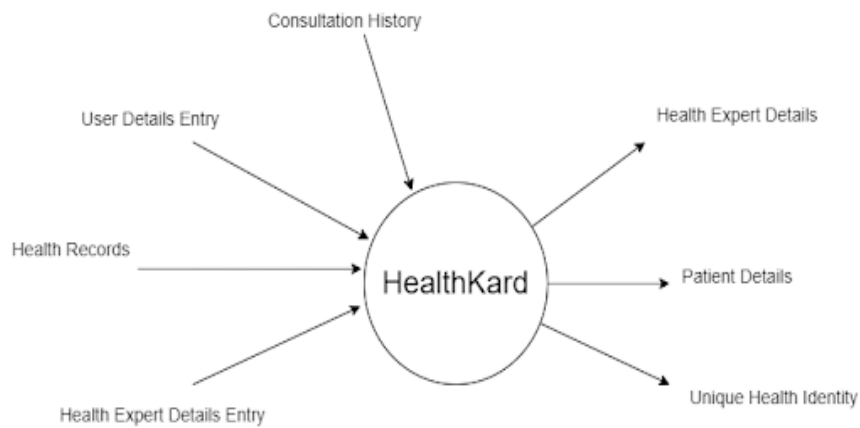 Consultation History
User Details Entry
Health Expert Details
Health Records
HealthKard
Patient Details
Unique Health Identity
Health Expert Details Entry